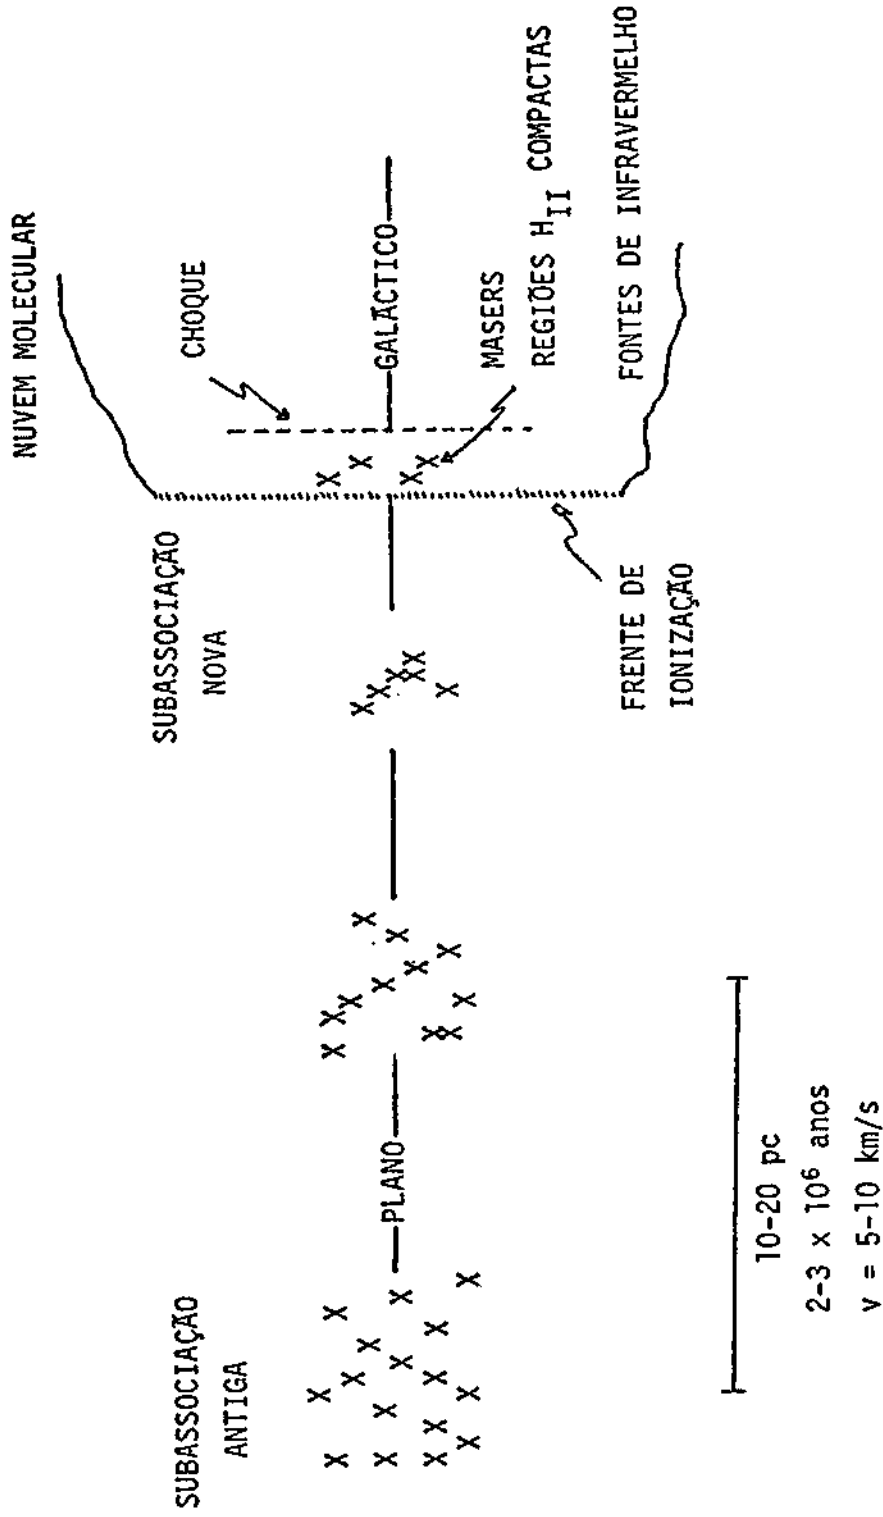 NUVEM MOLECULAR
CHOQUE
GALÁCTICO
MASERS
REGIÕES HII COMPACTAS
FONTES DE INFRAVERMELHO
SUBASSOCIAÇÃO
NOVA
FRENTE DE
IONIZAÇÃO
PLANO
SUBASSOCIAÇÃO
ANTIGA
10-20 pc
2-3 x 10⁶ anos
v = 5-10 km/s